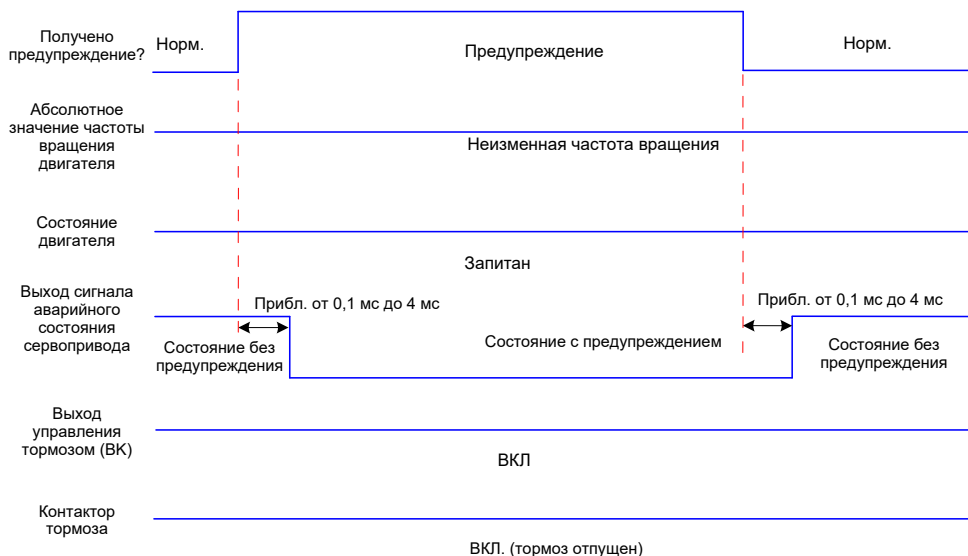 Получено
предупреждение?
Норм.
Предупреждение
Норм.
Абсолютное
значение частоты
вращения
двигателя
Неизменная частота вращения
Состояние
двигателя
Запитан
Выход сигнала
аварийного
состояния
сервопривода
Прибл. от 0,1 мс до 4 мс
Прибл. от 0,1 мс до 4 мс
Состояние без
предупреждения
Состояние с предупреждением
Состояние без
предупреждения
Выход
управления
тормозом (BK)
ВКЛ
Контактор
тормоза
ВКЛ. (тормоз отпущен)